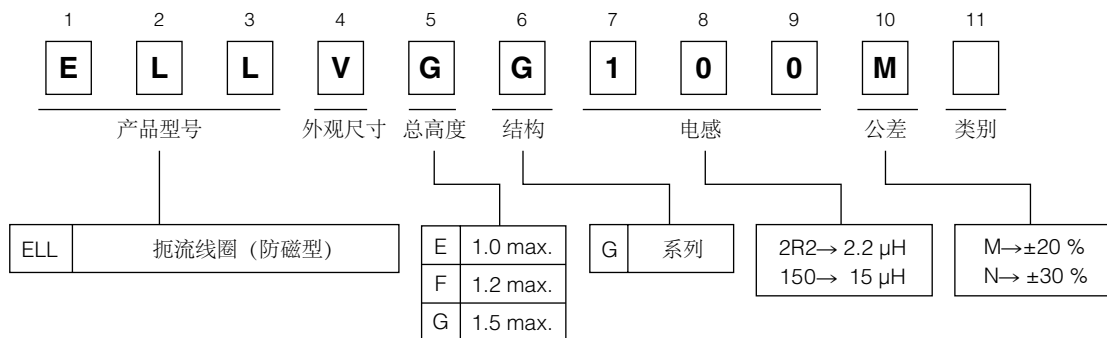 1 2 3 4 5 6 7 8 9 10 11
E L L V G G 1 0 0 M
产品型号 外观尺寸 总高度 结构 电感 公差 类别
ELL 扼流线圈 (防磁型)
E 1.0 max.
F 1.2 max.
G 1.5 max.
G 系列
2R2→ 2.2 μH
150→ 15 μH
M→±20 %
N→ ±30 %